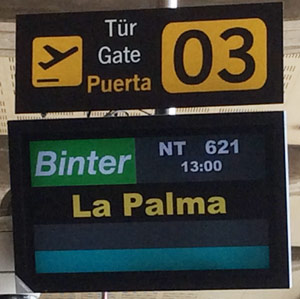 Tür
Gate
Puerta
03
Binter
NT 621
13:00
La Palma